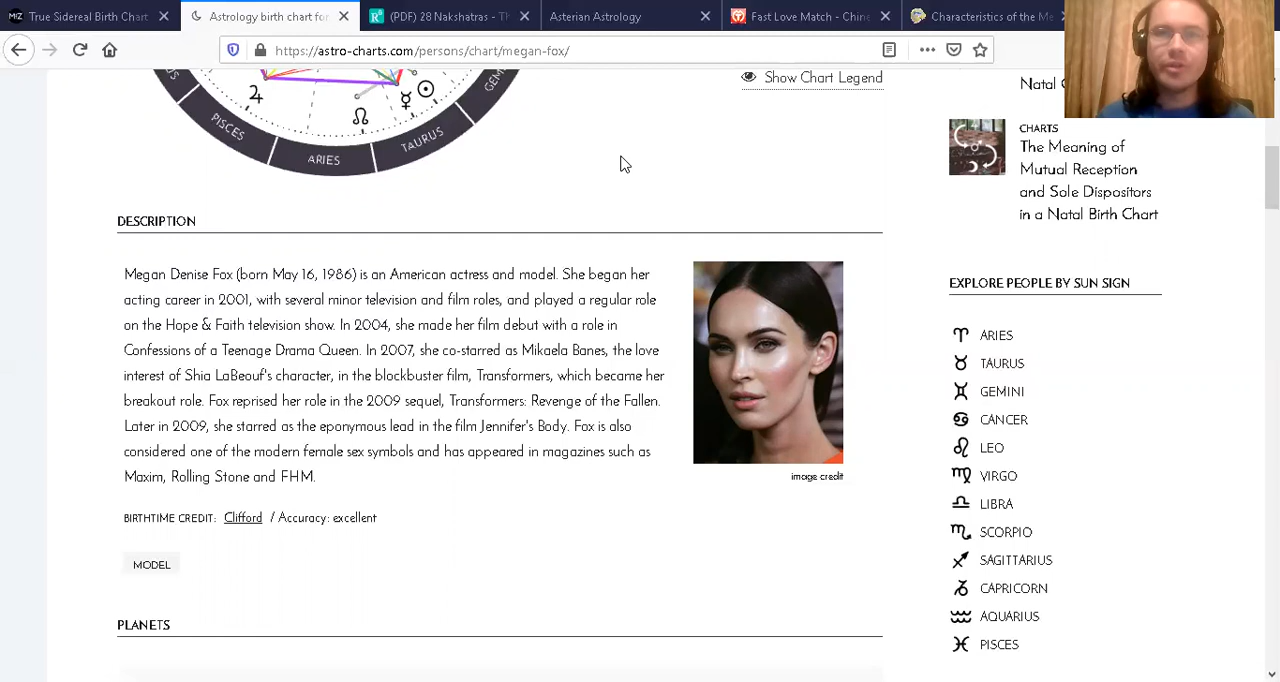 True Sidereal Birth Chart
Astrology birth chart for
(PDF) 28 Nakshatras - Th
Asterian Astrology
Fast Love Match - Chine
Characteristics of the Me
https://astro-charts.com/persons/chart/megan-fox/
PISCES
ARIES
TAURUS
GEM
Show Chart Legend
DESCRIPTION
Megan Denise Fox (born May 16, 1986) is an American actress and model. She began her
acting career in 2001, with several minor television and film roles, and played a regular role
on the Hope & Faith television show. In 2004, she made her film debut with a role in
Confessions of a Teenage Drama Queen. In 2007, she co-starred as Mikaela Banes, the love
interest of Shia LaBeouf's character, in the blockbuster film, Transformers, which became her
breakout role. Fox reprised her role in the 2009 sequel, Transformers: Revenge of the Fallen.
Later in 2009, she starred as the eponymous lead in the film Jennifer's Body. Fox is also
considered one of the modern female sex symbols and has appeared in magazines such as
Maxim, Rolling Stone and FHM.
image credit
BIRTHTIME CREDIT: Clifford / Accuracy: excellent
MODEL
PLANETS
Natal C
CHARTS
The Meaning of
Mutual Reception
and Sole Dispositors
in a Natal Birth Chart
EXPLORE PEOPLE BY SUN SIGN
ARIES
TAURUS
GEMINI
CANCER
LEO
VIRGO
LIBRA
SCORPIO
SAGITTARIUS
CAPRICORN
AQUARIUS
PISCES